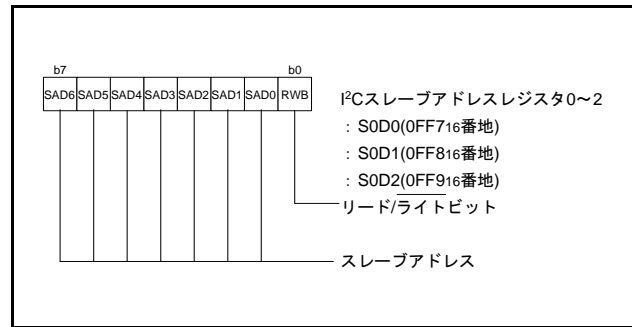 b7 b0
SAD6 SAD5 SAD4 SAD3 SAD2 SAD1 SAD0 RWB
I²Cスレーブアドレスレジスタ0～2
: S0D0(0FF716番地)
: S0D1(0FF816番地)
: S0D2(0FF916番地)
リード/ライトビット
スレーブアドレス